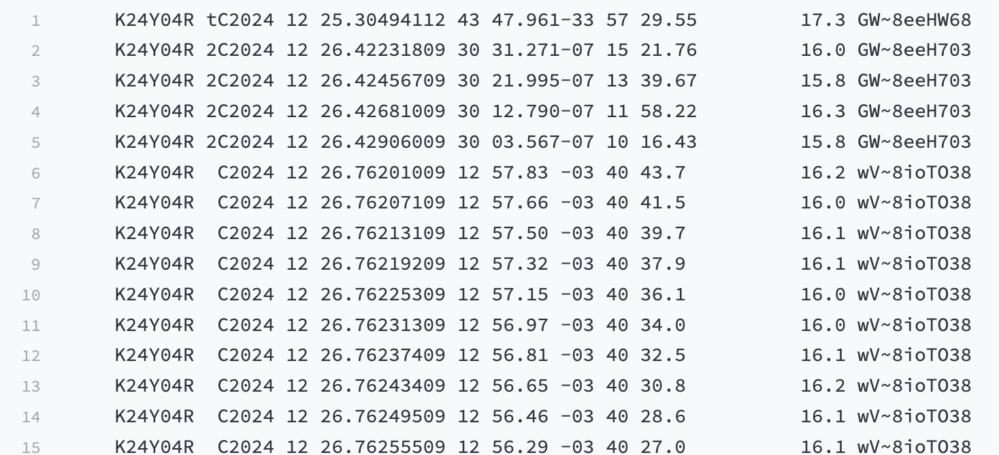 1 K24Y04R tC2024 12 25.30494112 43 47.961-33 57 29.55 17.3 GW~8eeHW68
2 K24Y04R 2C2024 12 26.42231809 30 31.271-07 15 21.76 16.0 GW~8eeH703
3 K24Y04R 2C2024 12 26.42456709 30 21.995-07 13 39.67 15.8 GW~8eeH703
4 K24Y04R 2C2024 12 26.42681009 30 12.790-07 11 58.22 16.3 GW~8eeH703
5 K24Y04R 2C2024 12 26.42906009 30 03.567-07 10 16.43 15.8 GW~8eeH703
6 K24Y04R C2024 12 26.76201009 12 57.83 -03 40 43.7 16.2 wV~8ioTO38
7 K24Y04R C2024 12 26.76207109 12 57.66 -03 40 41.5 16.0 wV~8ioTO38
8 K24Y04R C2024 12 26.76213109 12 57.50 -03 40 39.7 16.1 wV~8ioTO38
9 K24Y04R C2024 12 26.76219209 12 57.32 -03 40 37.9 16.1 wV~8ioTO38
10 K24Y04R C2024 12 26.76225309 12 57.15 -03 40 36.1 16.0 wV~8ioTO38
11 K24Y04R C2024 12 26.76231309 12 56.97 -03 40 34.0 16.0 wV~8ioTO38
12 K24Y04R C2024 12 26.76237409 12 56.81 -03 40 32.5 16.1 wV~8ioTO38
13 K24Y04R C2024 12 26.76243409 12 56.65 -03 40 30.8 16.2 wV~8ioTO38
14 K24Y04R C2024 12 26.76249509 12 56.46 -03 40 28.6 16.1 wV~8ioTO38
15 K24Y04R C2024 12 26.76255509 12 56.29 -03 40 27.0 16.1 wV~8ioTO38